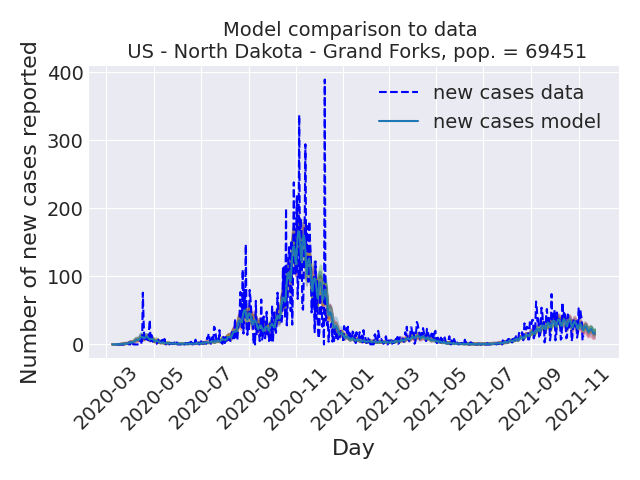 Model comparison to data
US - North Dakota - Grand Forks, pop. = 69451
Number of new cases reported
400
300
200
100
0
new cases data
new cases model
2020-03
2020-05
2020-07
2020-09
2020-11
2021-01
2021-03
2021-05
2021-07
2021-09
2021-11
Day